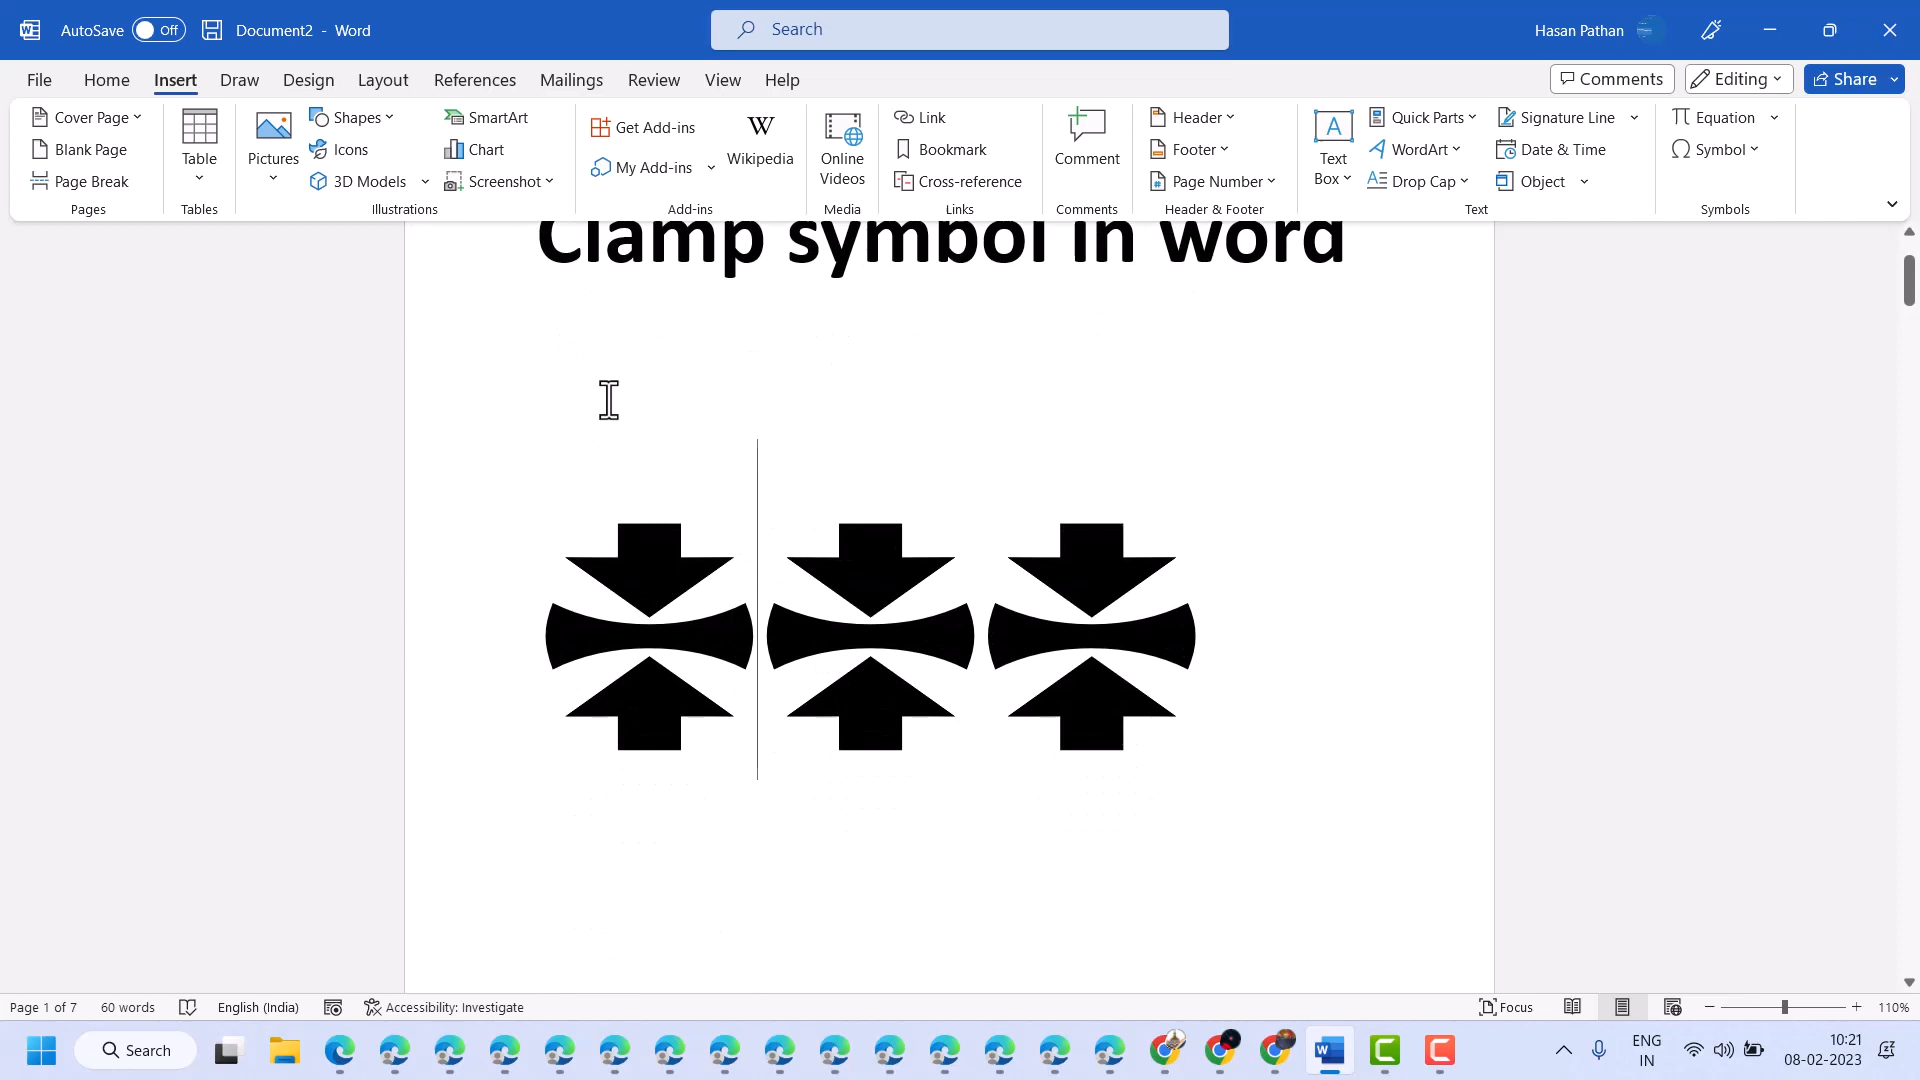 AutoSave Off Document2 - Word Search Hasan Pathan
File Home Insert Draw Design Layout References Mailings Review View Help Comments Editing Share
Cover Page
Blank Page
Page Break
Pages
Table
Tables
Pictures
Shapes
Icons
3D Models
SmartArt
Chart
Screenshot
Illustrations
Get Add-ins
My Add-ins
W
Wikipedia
Add-ins
Online
Videos
Media
Link
Bookmark
Cross-reference
Links
Comment
Comments
Header
Footer
Page Number
Header & Footer
A
Text
Box
Quick Parts
WordArt
Drop Cap
Signature Line
Date & Time
Object
Text
Equation
Symbol
Symbols
Clamp symbol in word
Page 1 of 7 60 words English (India) Accessibility: Investigate Focus 110%
Search
ENG
IN
10:21
08-02-2023